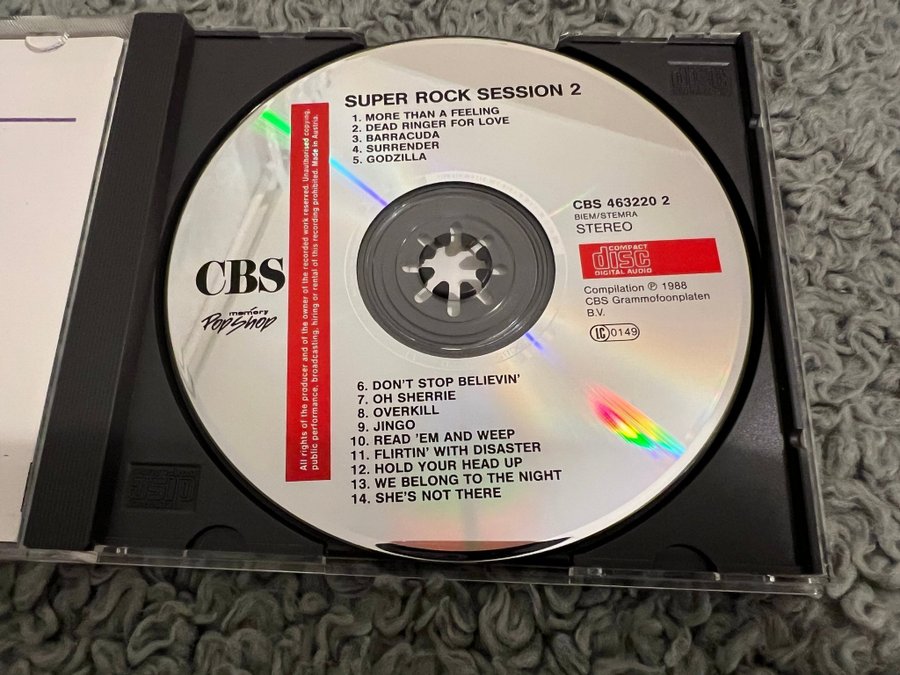 SUPER ROCK SESSION 2
1. MORE THAN A FEELING
2. DEAD RINGER FOR LOVE
3. BARRACUDA
4. SURRENDER
5. GODZILLA
All rights of the producer and of the owner of the recorded work reserved. Unauthorised copying,
public performance, broadcasting, hiring or rental of this recording prohibited. Made in Austria.
CBS
memory
PopShop
CBS 463220 2
BIEM/STEMRA
STEREO
COMPACT
disc
DIGITAL AUDIO
Compilation ℗ 1988
CBS Grammofoonplaten
B.V.
LC 0149
6. DON'T STOP BELIEVIN'
7. OH SHERRIE
8. OVERKILL
9. JINGO
10. READ 'EM AND WEEP
11. FLIRTIN' WITH DISASTER
12. HOLD YOUR HEAD UP
13. WE BELONG TO THE NIGHT
14. SHE'S NOT THERE
disc